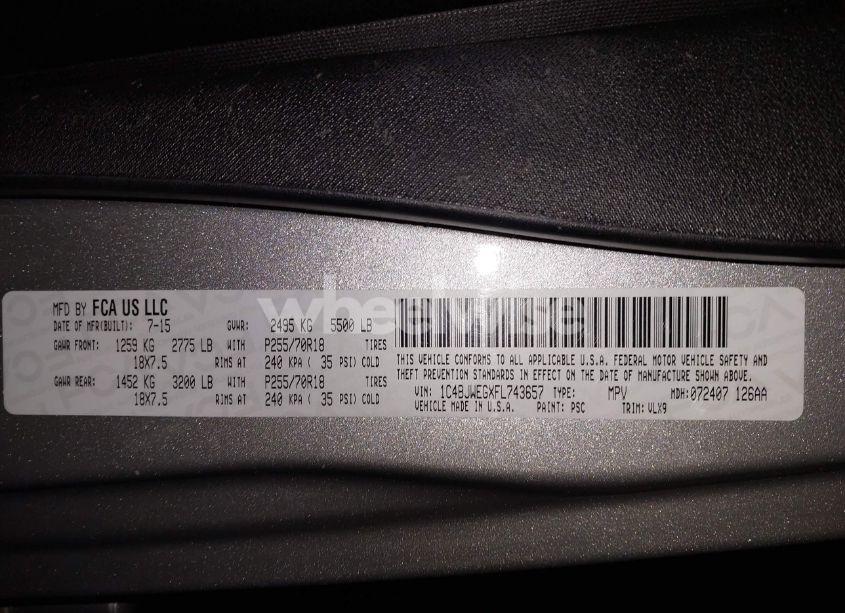 MFD BY FCA US LLC
DATE OF MFR(BUILT): 7-15 GVWR: 2495 KG 5500 LB
GAWR FRONT: 1259 KG 2775 LB WITH P255/70R18 TIRES
18X7.5 RIMS AT 240 KPA ( 35 PSI) COLD
GAWR REAR: 1452 KG 3200 LB WITH P255/70R18 TIRES
18X7.5 RIMS AT 240 KPA ( 35 PSI) COLD
wheelwise
THIS VEHICLE CONFORMS TO ALL APPLICABLE U.S.A. FEDERAL MOTOR VEHICLE SAFETY AND
THEFT PREVENTION STANDARDS IN EFFECT ON THE DATE OF MANUFACTURE SHOWN ABOVE.
VIN: 1C4BJWEGXFL743657 TYPE: MPV MDH: 072407 126AA
VEHICLE MADE IN U.S.A. PAINT: PSC TRIM: VLX9